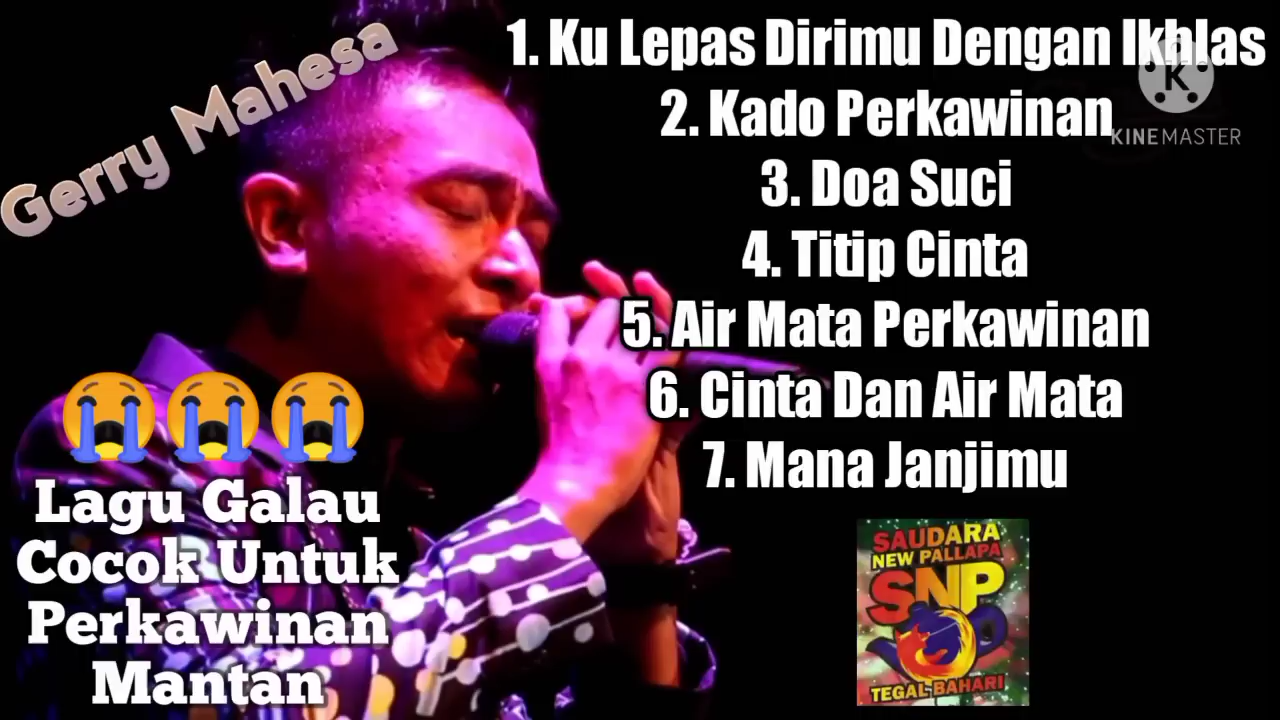 Gerry Mahesa
1. Ku Lepas Dirimu Dengan Ikhlas
2. Kado Perkawinan
3. Doa Suci
4. Titip Cinta
5. Air Mata Perkawinan
6. Cinta Dan Air Mata
7. Mana Janjimu
K
KINEMASTER
Lagu Galau
Cocok Untuk
Perkawinan
Mantan
SAUDARA
NEW PALLAPA
SNP
TEGAL BAHARI